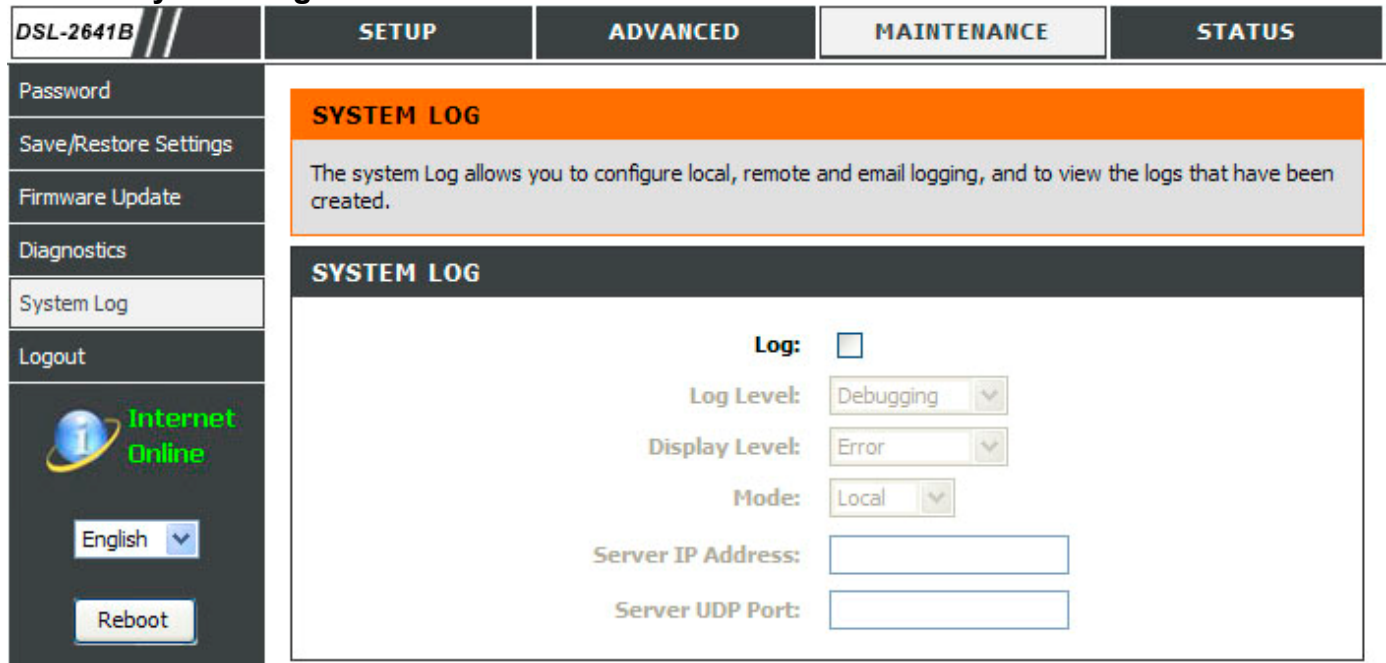 DSL-2641B
SETUP
ADVANCED
MAINTENANCE
STATUS
Password
Save/Restore Settings
Firmware Update
Diagnostics
System Log
Logout
Internet
Online
English
Reboot
SYSTEM LOG
The system Log allows you to configure local, remote and email logging, and to view the logs that have been
created.
SYSTEM LOG
Log:
Log Level: Debugging
Display Level: Error
Mode: Local
Server IP Address:
Server UDP Port: